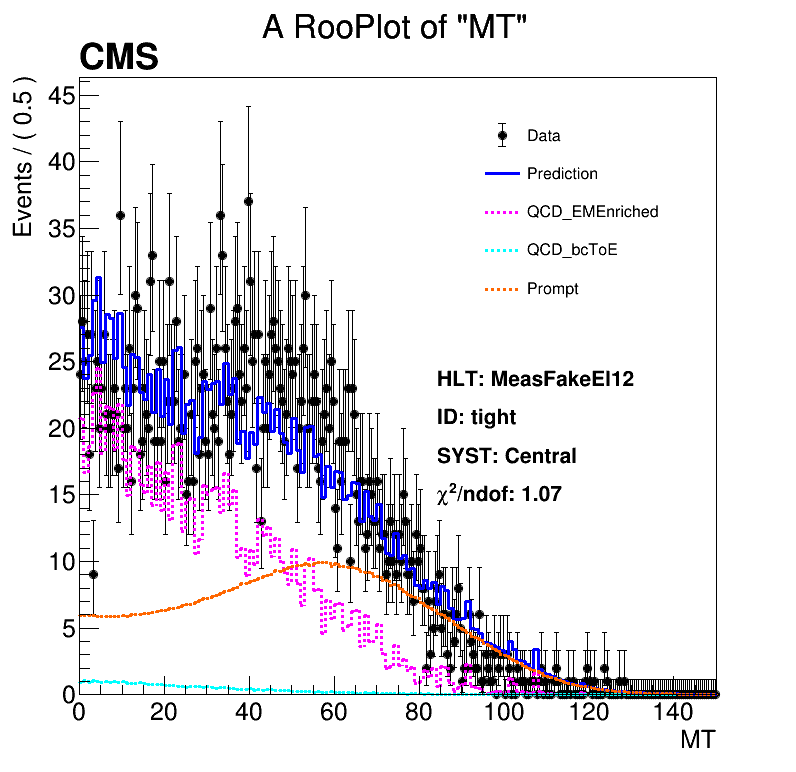 A RooPlot of "MT"
CMS
Events / ( 0.5 )
45
40
35
30
25
20
15
10
5
0
Data
Prediction
QCD_EMEnriched
QCD_bcToE
Prompt
HLT: MeasFakeEl12
ID: tight
SYST: Central
χ²/ndof: 1.07
0 20 40 60 80 100 120 140
MT